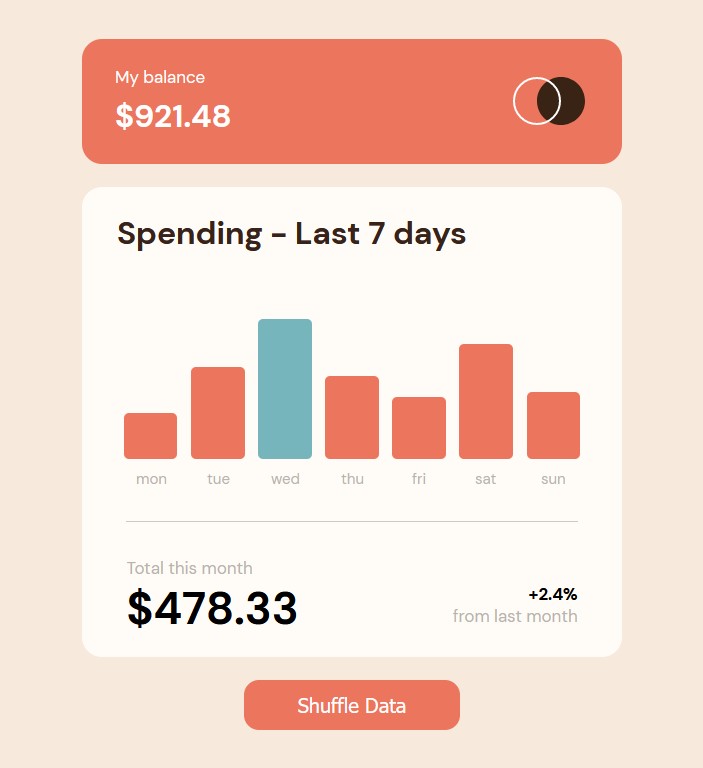 My balance
$921.48
Spending - Last 7 days
mon tue wed thu fri sat sun
Total this month
$478.33
+2.4%
from last month
Shuffle Data